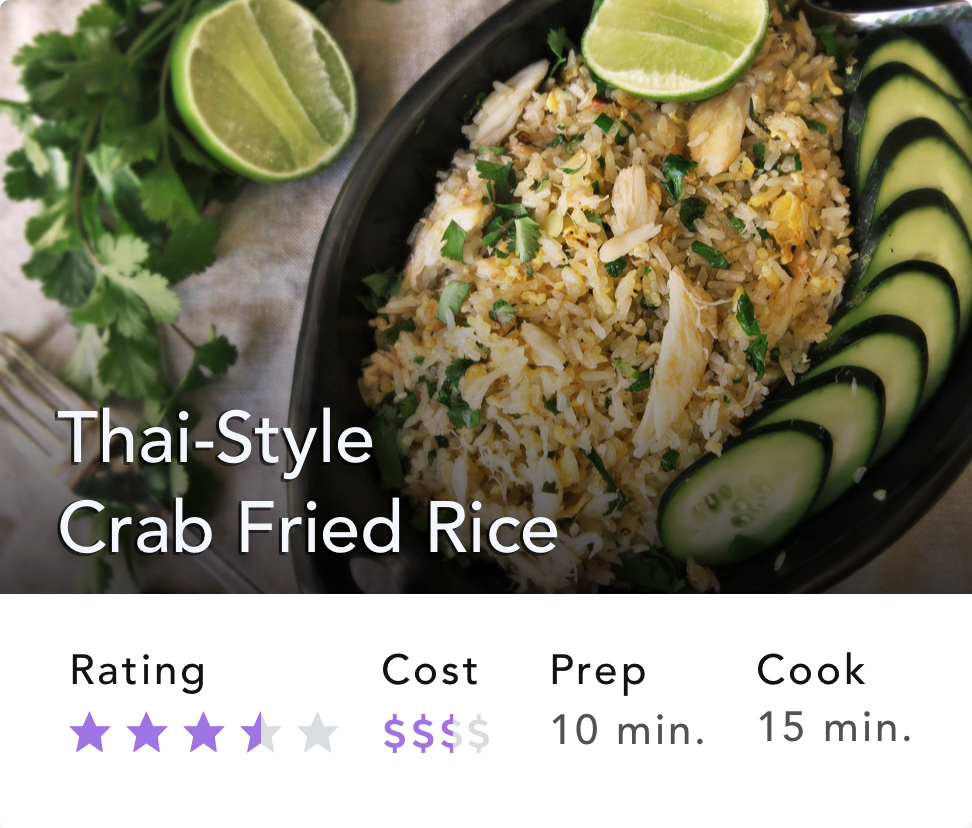 Thai-Style
Crab Fried Rice
Rating Cost Prep Cook
$$$$ 10 min. 15 min.